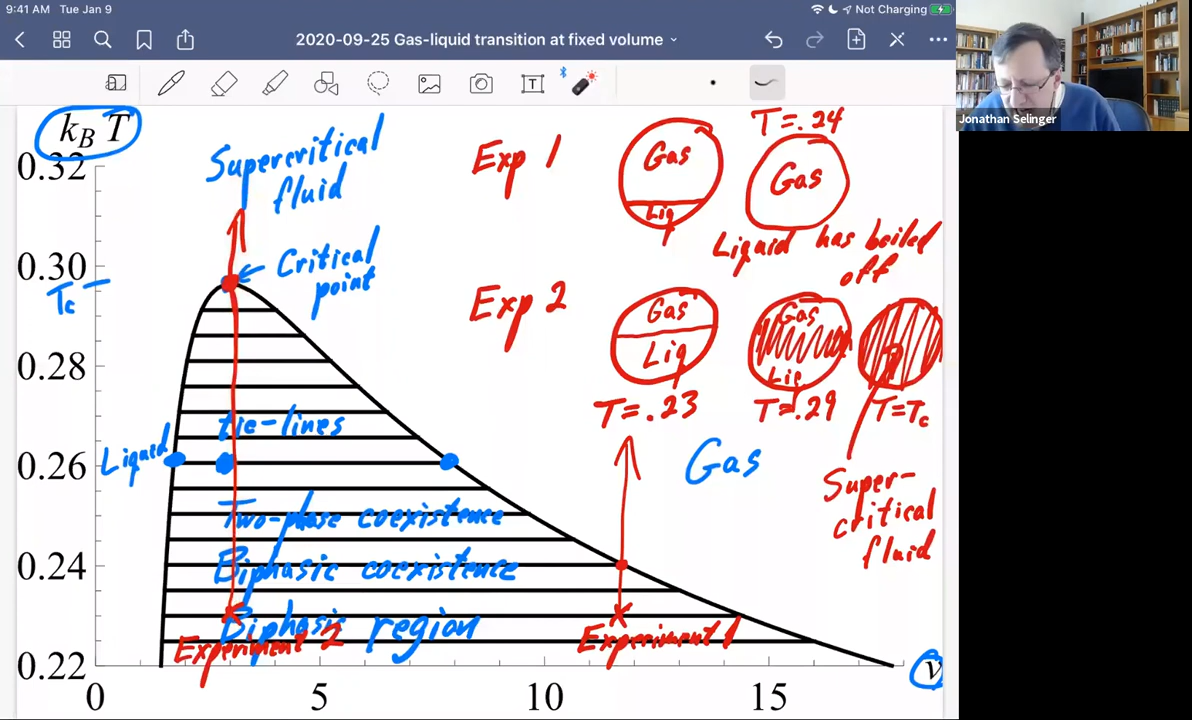 9:41 AM Tue Jan 9
Not Charging
2020-09-25 Gas-liquid transition at fixed volume
T
Jonathan Selinger
k_B T
0.32
0.30
0.28
0.26
0.24
0.22
0
5
10
15
v
Supercritical
fluid
Critical
point
Tc
Liquid
tie-lines
Two-phase coexistence
Biphasic coexistence
Biphasic region
Experiment 2
Experiment 1
Gas
Exp 1
Gas
Liq
T=.24
Gas
Liquid has boiled
off
Exp 2
Gas
Liq
T=.23
Gas
Liq
T=.29
T=Tc
Super-
critical
fluid